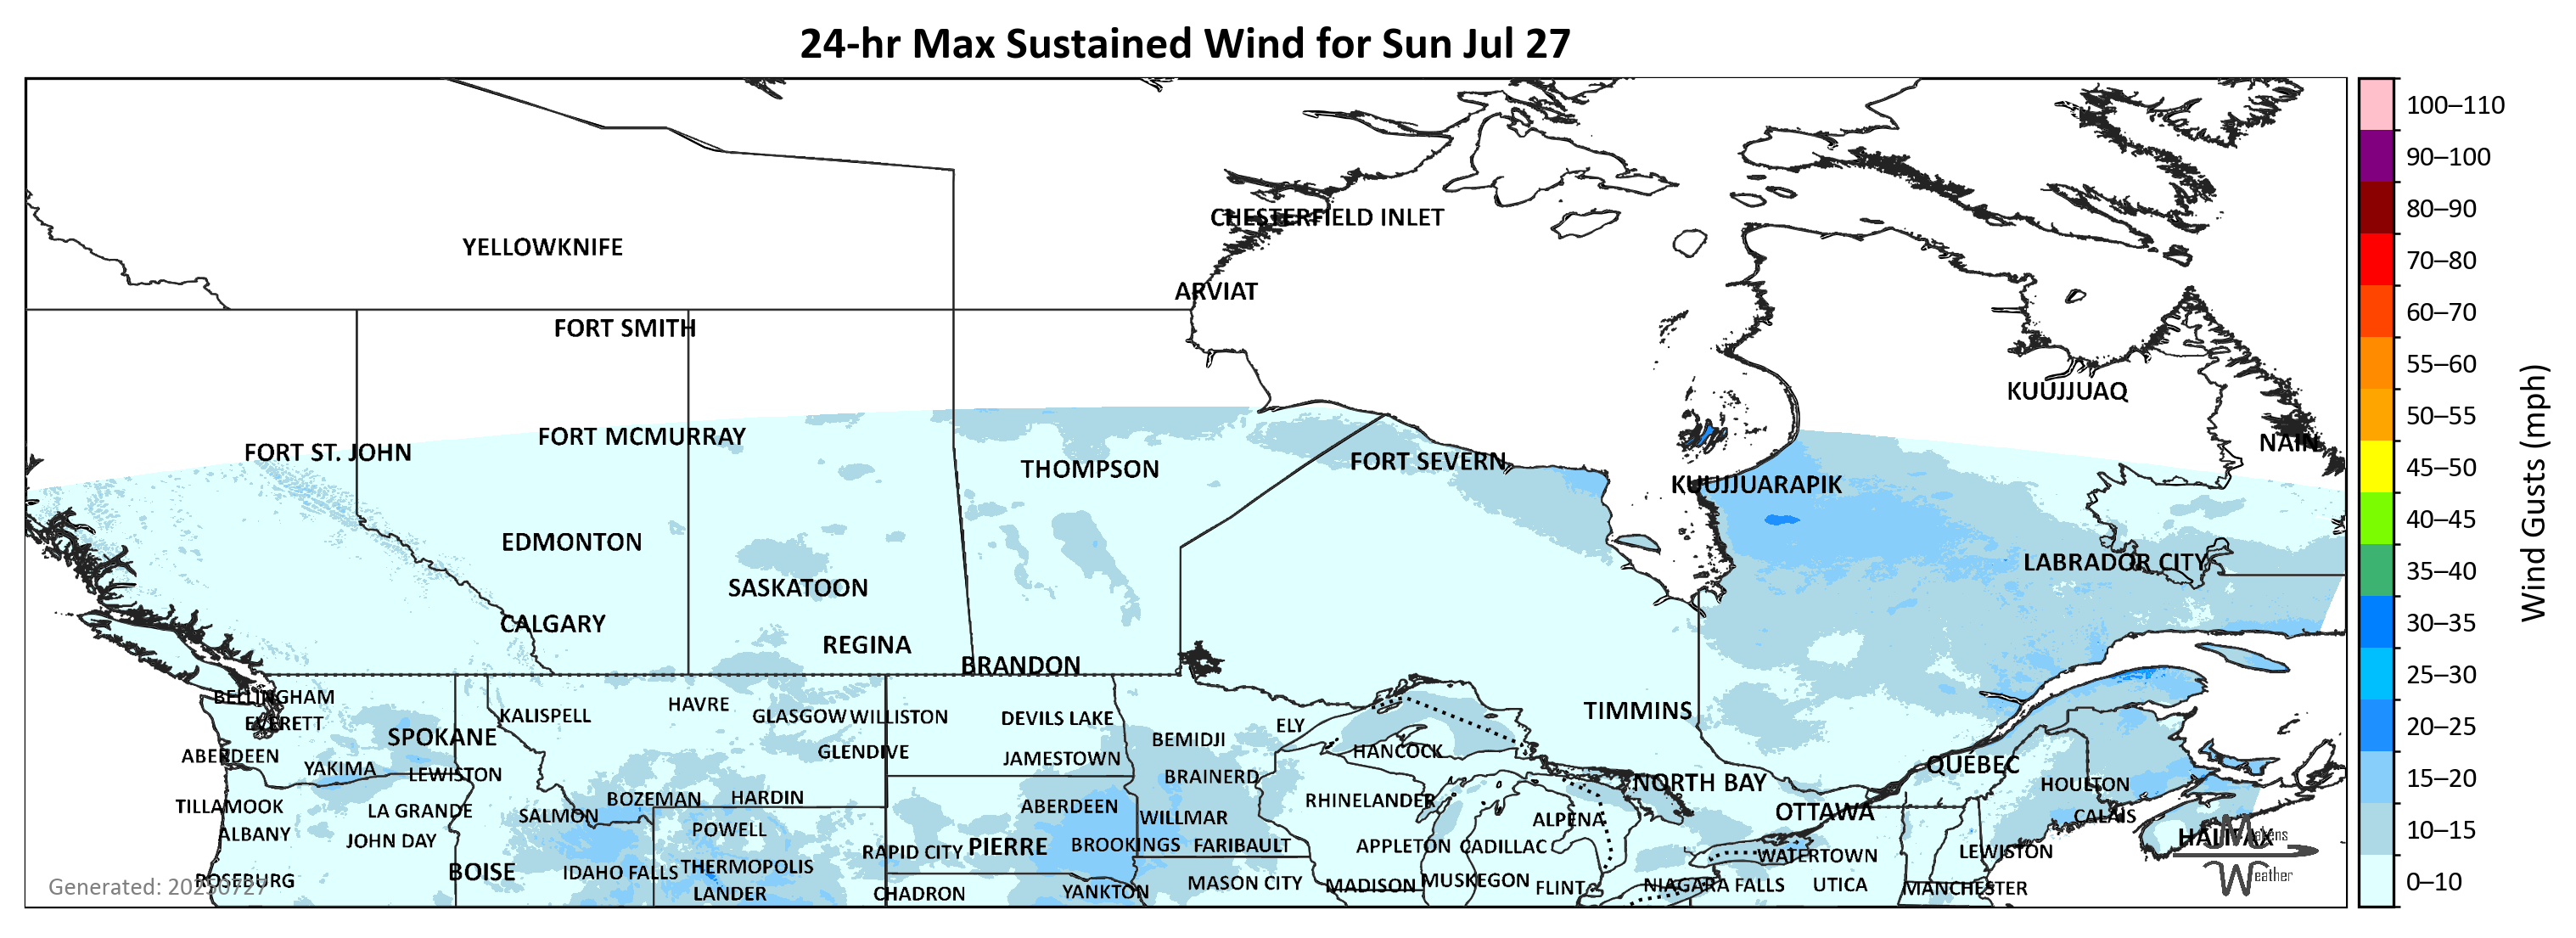 24-hr Max Sustained Wind for Sun Jul 27
100–110
90–100
80–90
CHESTERFIELD INLET
YELLOWKNIFE
70–80
ARVIAT
60–70
FORT SMITH
55–60
KUUJJUAQ
50–55
FORT MCMURRAY
NAIN
FORT ST. JOHN
FORT SEVERN
THOMPSON
45–50
KUUJJUARAPIK
40–45
EDMONTON
LABRADOR CITY
35–40
SASKATOON
CALGARY
30–35
REGINA
BRANDON
25–30
BELLINGHAM
HAVRE
TIMMINS
KALISPELL
GLASGOW
WILLISTON
DEVILS LAKE
EVERETT
ELY
20–25
SPOKANE
BEMIDJI
GLENDIVE
HANCOCK
ABERDEEN
JAMESTOWN
QUÉBEC
YAKIMA
LEWISTON
BRAINERD
15–20
NORTH BAY
HOULTON
BOZEMAN
HARDIN
RHINELANDER
TILLAMOOK
LA GRANDE
ABERDEEN
OTTAWA
SALMON
WILLMAR
ALPENA
CALAIS
10–15
ALBANY
POWELL
HALIFAX
JOHN DAY
BROOKINGS
FARIBAULT
APPLETON
CADILLAC
PIERRE
RAPID CITY
LEWISTON
WATERTOWN
THERMOPOLIS
BOISE
IDAHO FALLS
Weather
ROSEBURG
MUSKEGON
0–10
MASON CITY
MADISON
NIAGARA FALLS
UTICA
Generated: 20250727
FLINT
MANCHESTER
LANDER
CHADRON
YANKTON
Wind Gusts (mph)